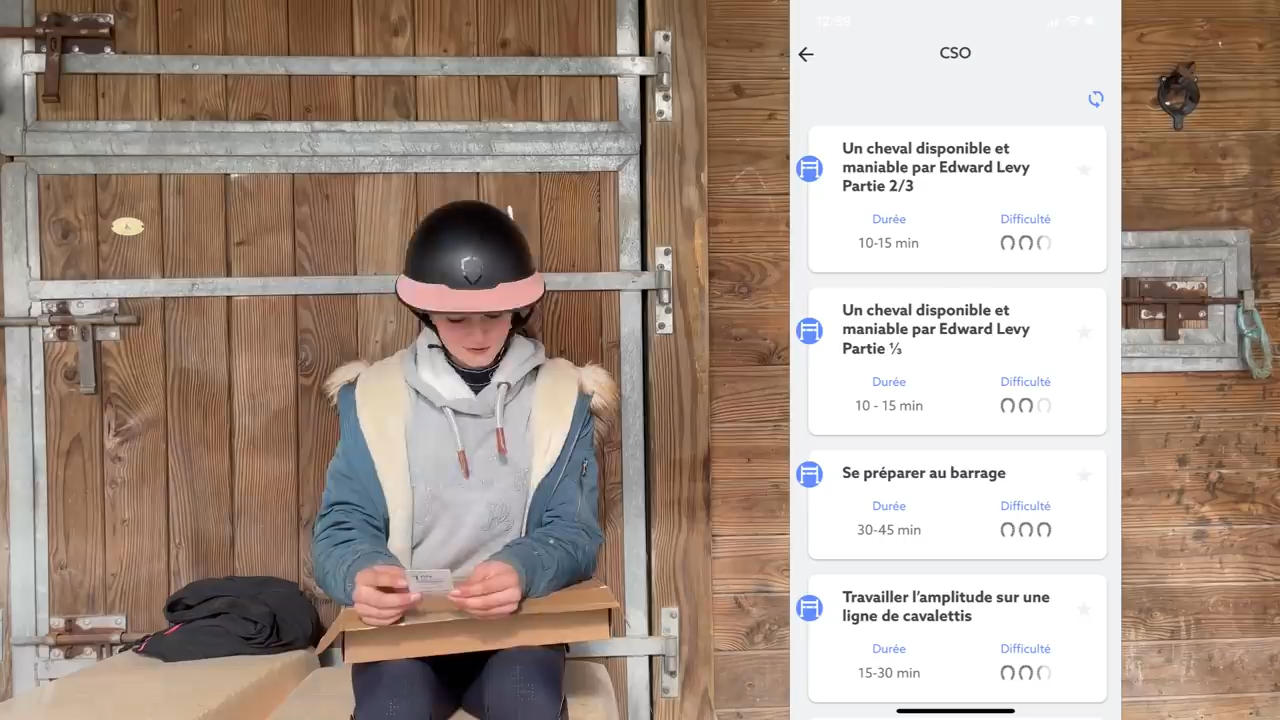 12:59
CSO
Un cheval disponible et
maniable par Edward Levy
Partie 2/3
Durée
Difficulté
10-15 min
Un cheval disponible et
maniable par Edward Levy
Partie ⅓
Durée
Difficulté
10 - 15 min
Se préparer au barrage
Durée
Difficulté
30-45 min
Travailler l’amplitude sur une
ligne de cavalettis
Durée
Difficulté
15-30 min